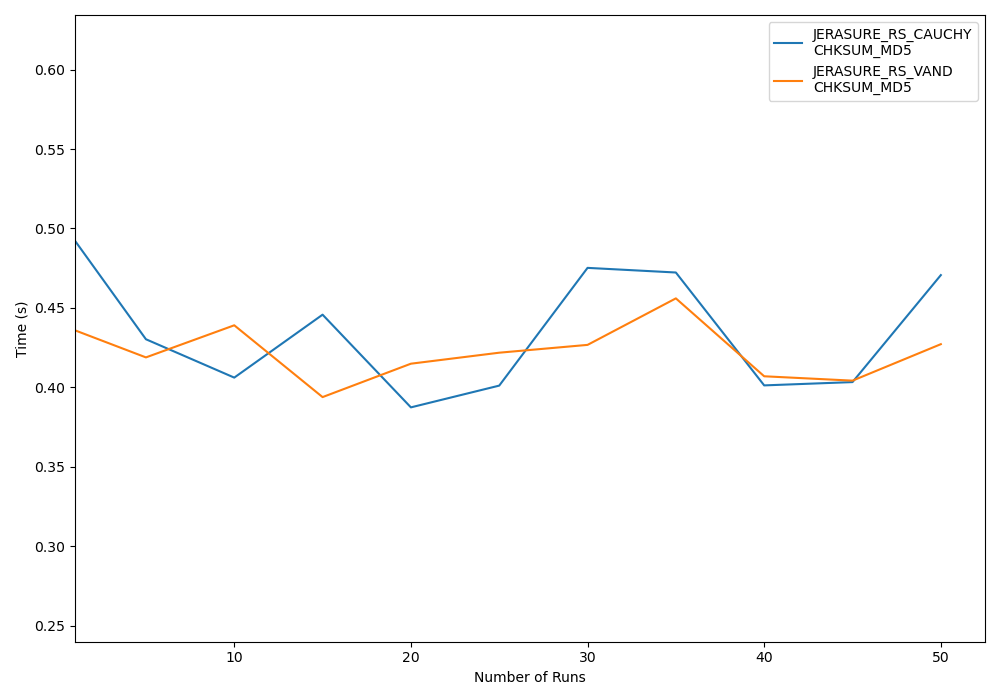 JERASURE_RS_CAUCHY
CHKSUM_MD5
JERASURE_RS_VAND
CHKSUM_MD5
0.60
0.55
0.50
0.45
0.40
0.35
0.30
0.25
Time (s)
10 20 30 40 50
Number of Runs